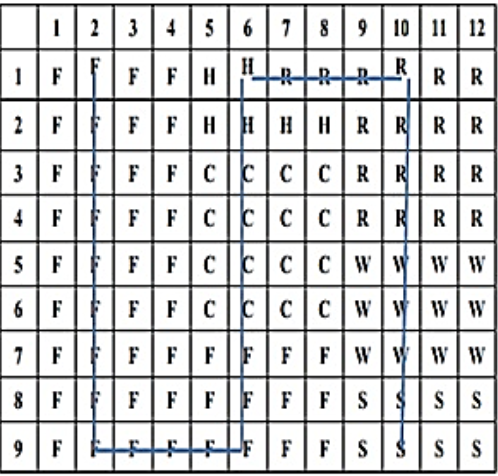 1 2 3 4 5 6 7 8 9 10 11 12
1 F F F F H H R R R R R R
2 F F F F H H H H R R R R
3 F F F F C C C C R R R R
4 F F F F C C C C R R R R
5 F F F F C C C C W W W W
6 F F F F C C C C W W W W
7 F F F F F F F F W W W W
8 F F F F F F F F S S S S
9 F F F F F F F F S S S S